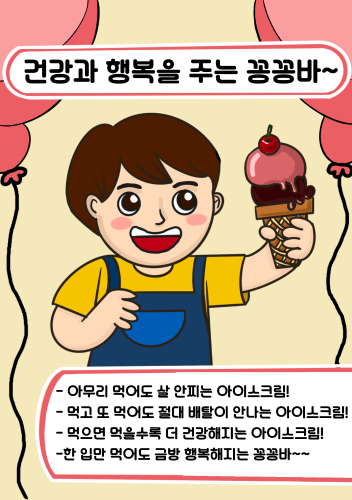 건강과 행복을 주는 꽁꽁바~
- 아무리 먹어도 살 안찌는 아이스크림!
- 먹고 또 먹어도 절대 배탈이 안나는 아이스크림!
- 먹으면 먹을수록 더 건강해지는 아이스크림!
-한 입만 먹어도 금방 행복해지는 꽁꽁바~~